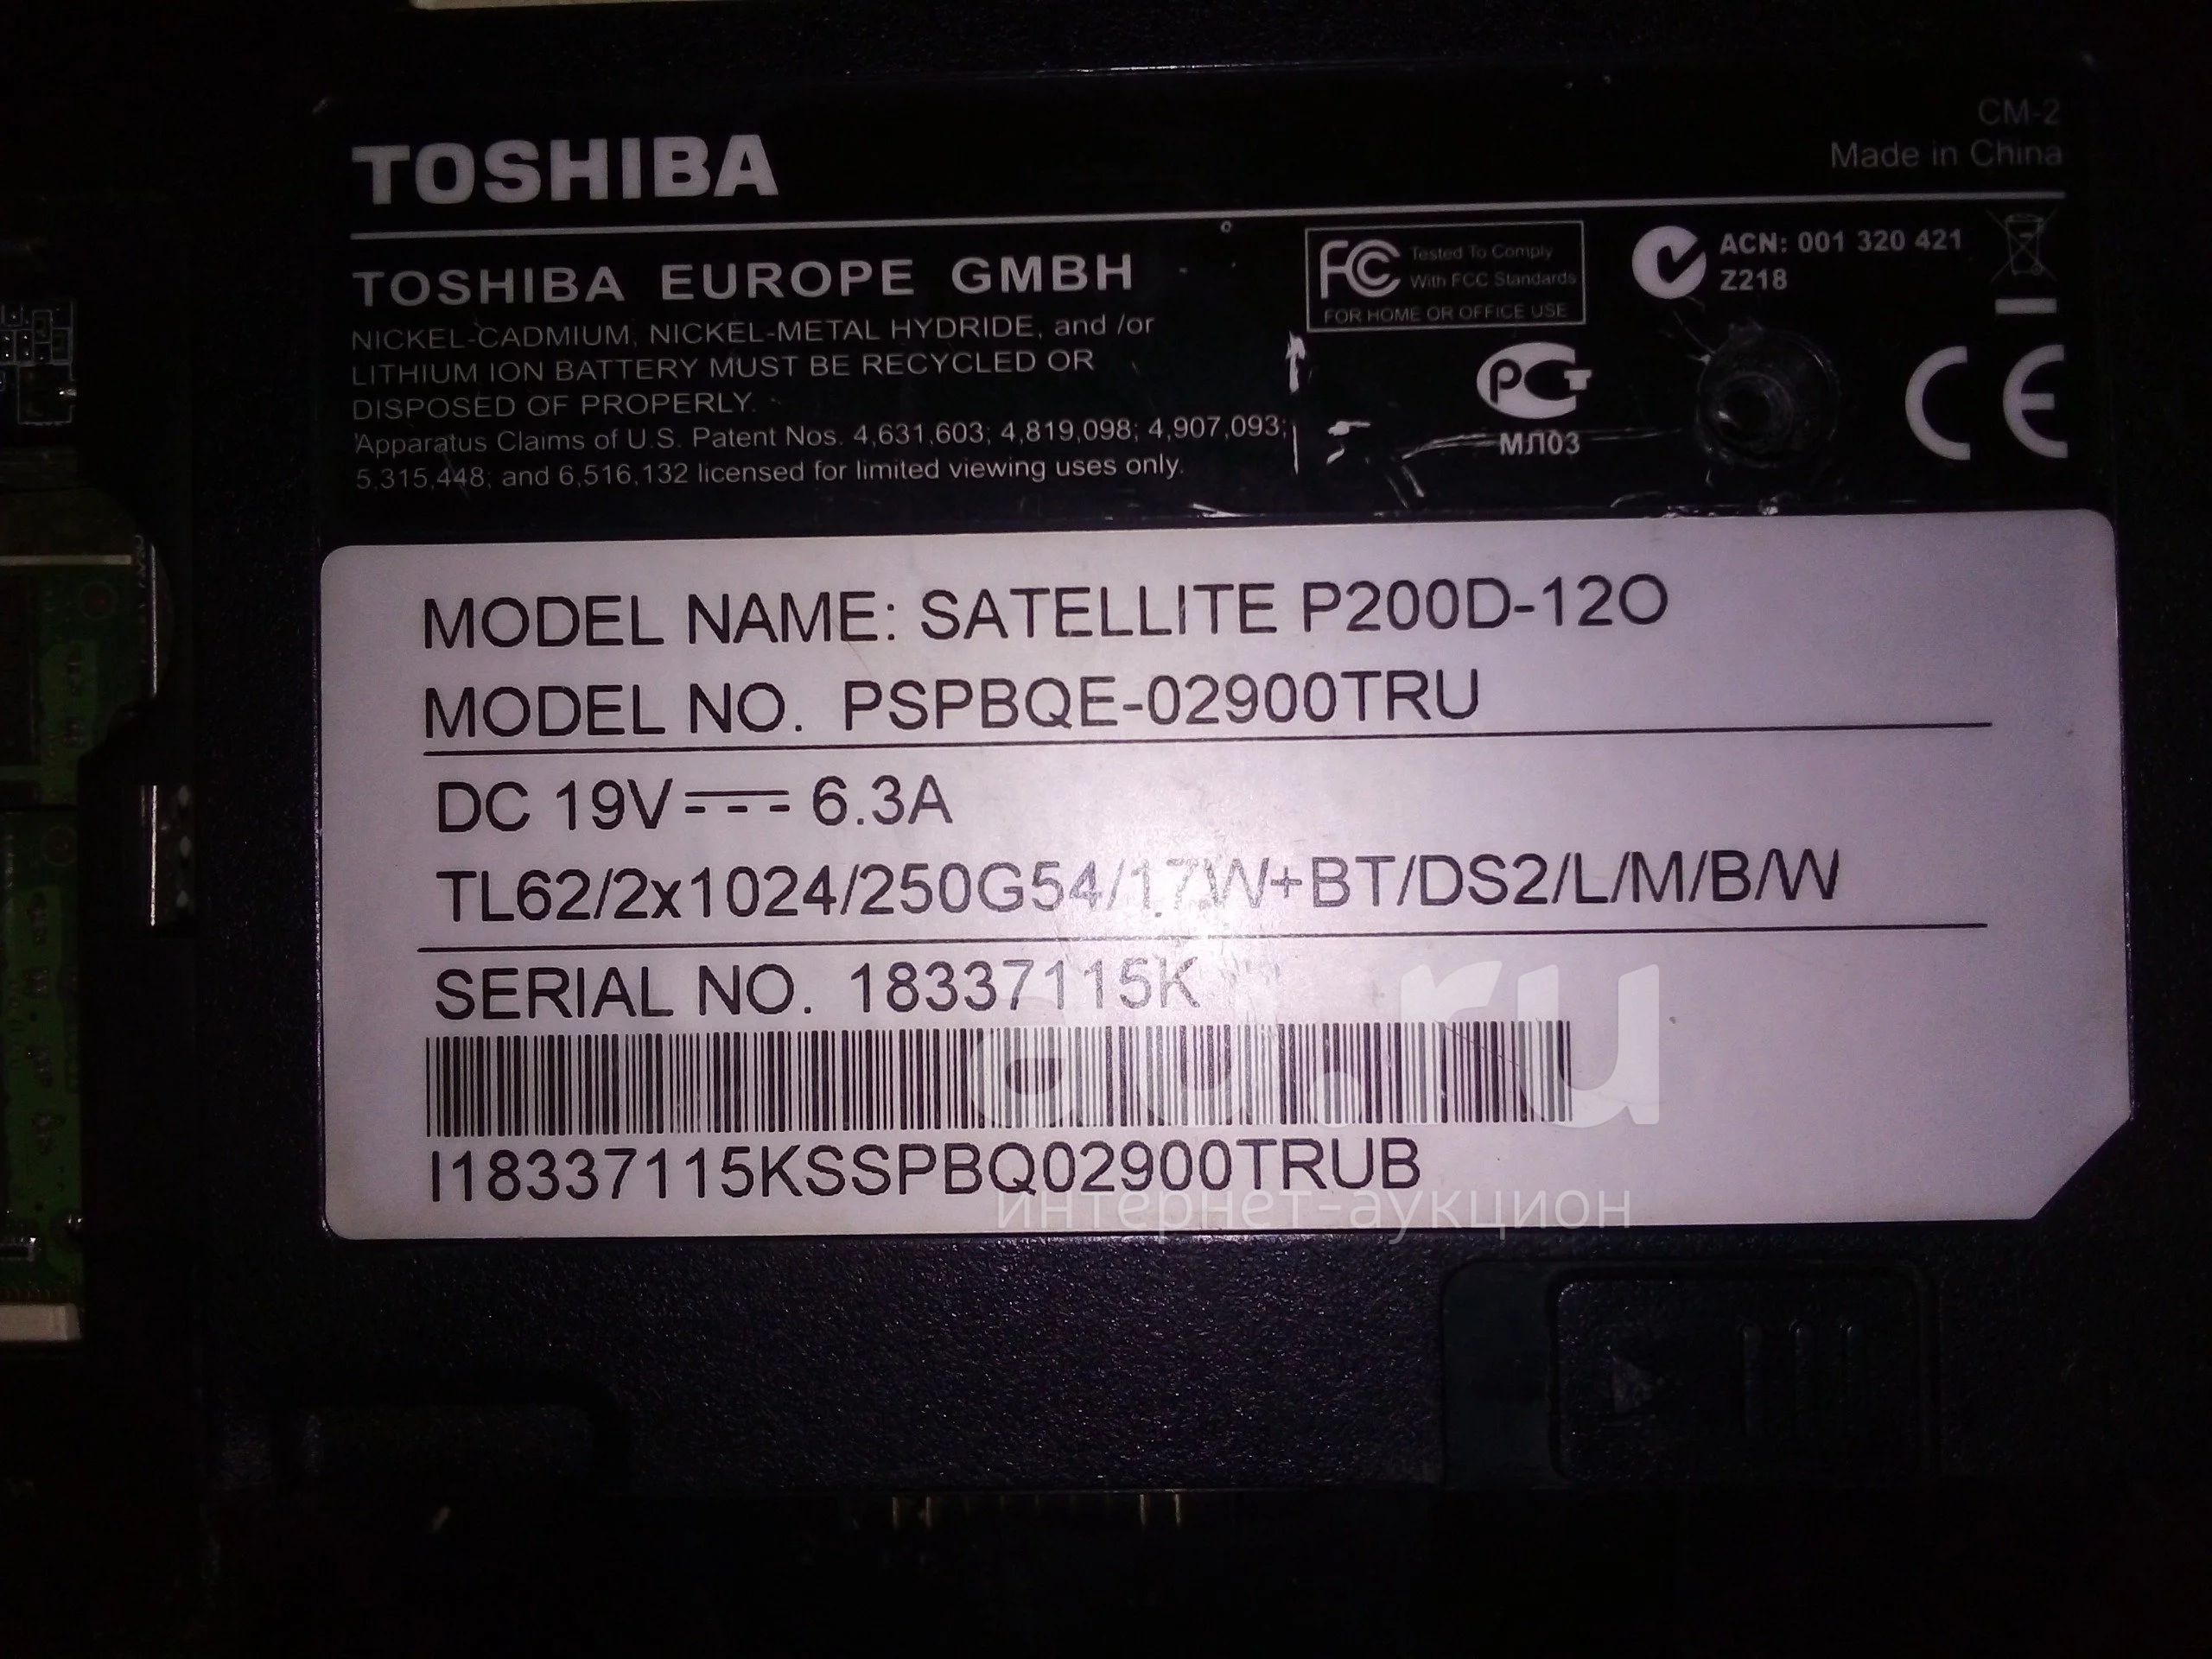 CM-2
Made in China
TOSHIBA
TOSHIBA EUROPE GMBH
NICKEL-CADMIUM, NICKEL-METAL HYDRIDE, and /or
LITHIUM ION BATTERY MUST BE RECYCLED OR
DISPOSED OF PROPERLY.
Apparatus Claims of U.S. Patent Nos. 4,631,603; 4,819,098; 4,907,093;
5,315,448; and 6,516,132 licensed for limited viewing uses only.
FC Tested To Comply
With FCC Standards
FOR HOME OR OFFICE USE
ACN: 001 320 421
Z218
МЛ03
CE
MODEL NAME: SATELLITE P200D-12O
MODEL NO. PSPBQE-02900TRU
DC 19V 6.3A
TL62/2x1024/250G54/17W+BT/DS2/L/M/B/W
SERIAL NO. 18337115K
I18337115KSSPBQ02900TRUB
au.ru
интернет-аукцион